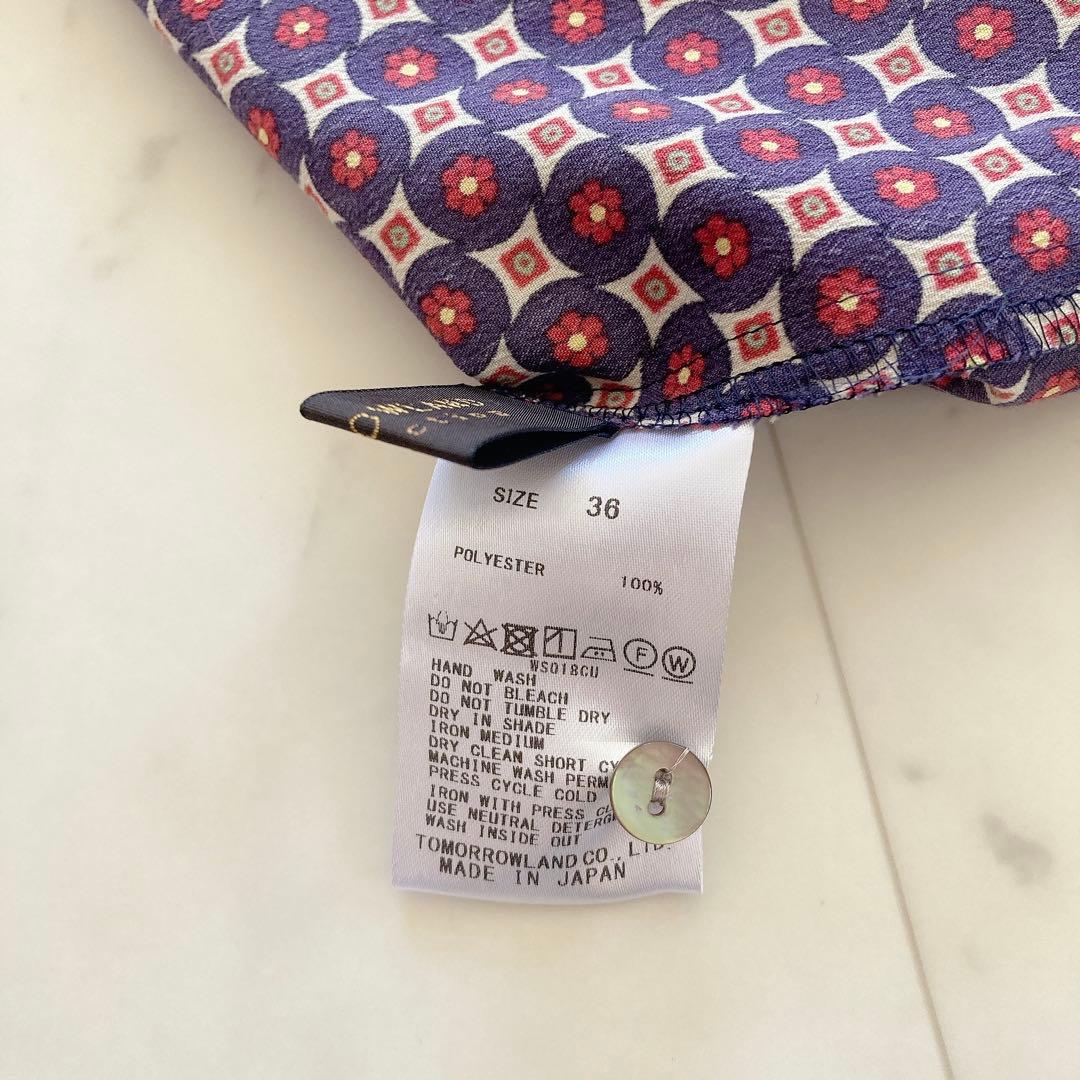 SIZE 36
POLYESTER 100%
F W
WS018CU
HAND WASH
DO NOT BLEACH
DO NOT TUMBLE DRY
DRY IN SHADE
IRON MEDIUM
DRY CLEAN SHORT CY
MACHINE WASH PERM
PRESS CYCLE COLD
IRON WITH PRESS CL
USE NEUTRAL DETERG
WASH INSIDE OUT
TOMORROWLAND CO., LTD.
MADE IN JAPAN